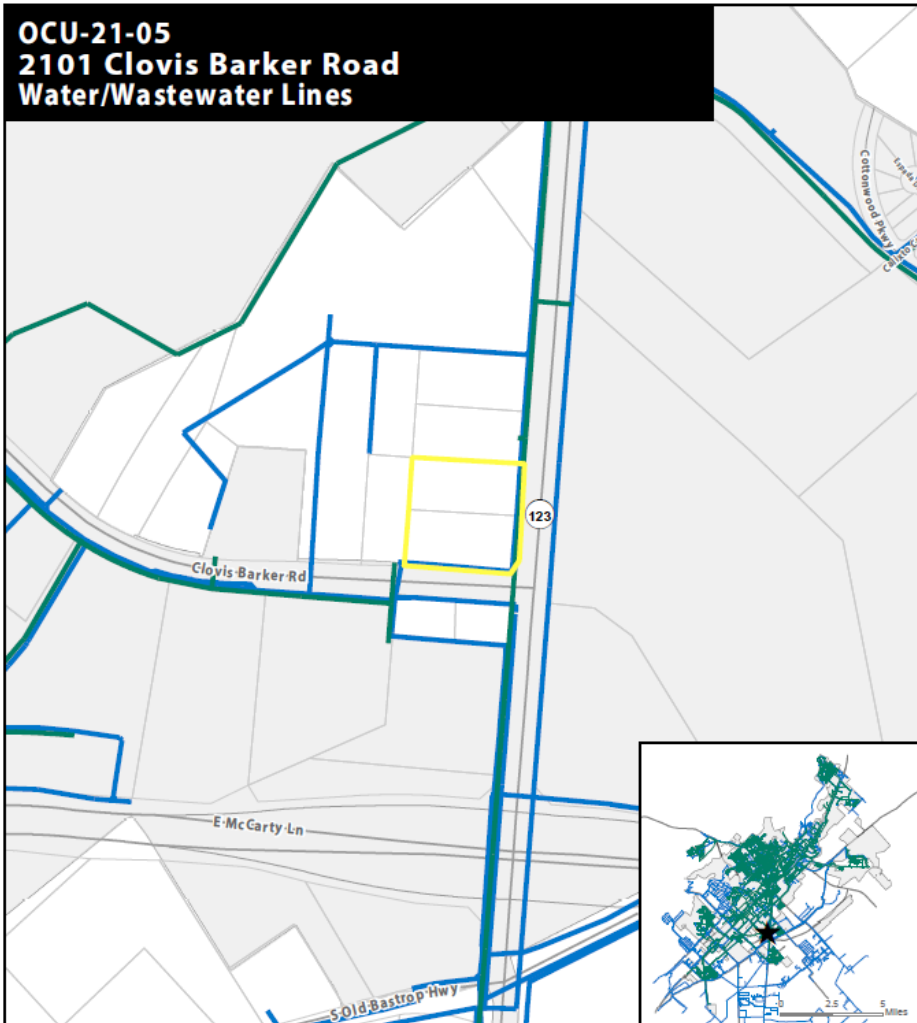 OCU-21-05
2101 Clovis Barker Road
Water/Wastewater Lines
Cottonwood Pkwy
123
Clovis Barker Rd
E McCarty Ln
S Old Bastrop Hwy
0 2.5 5
Miles